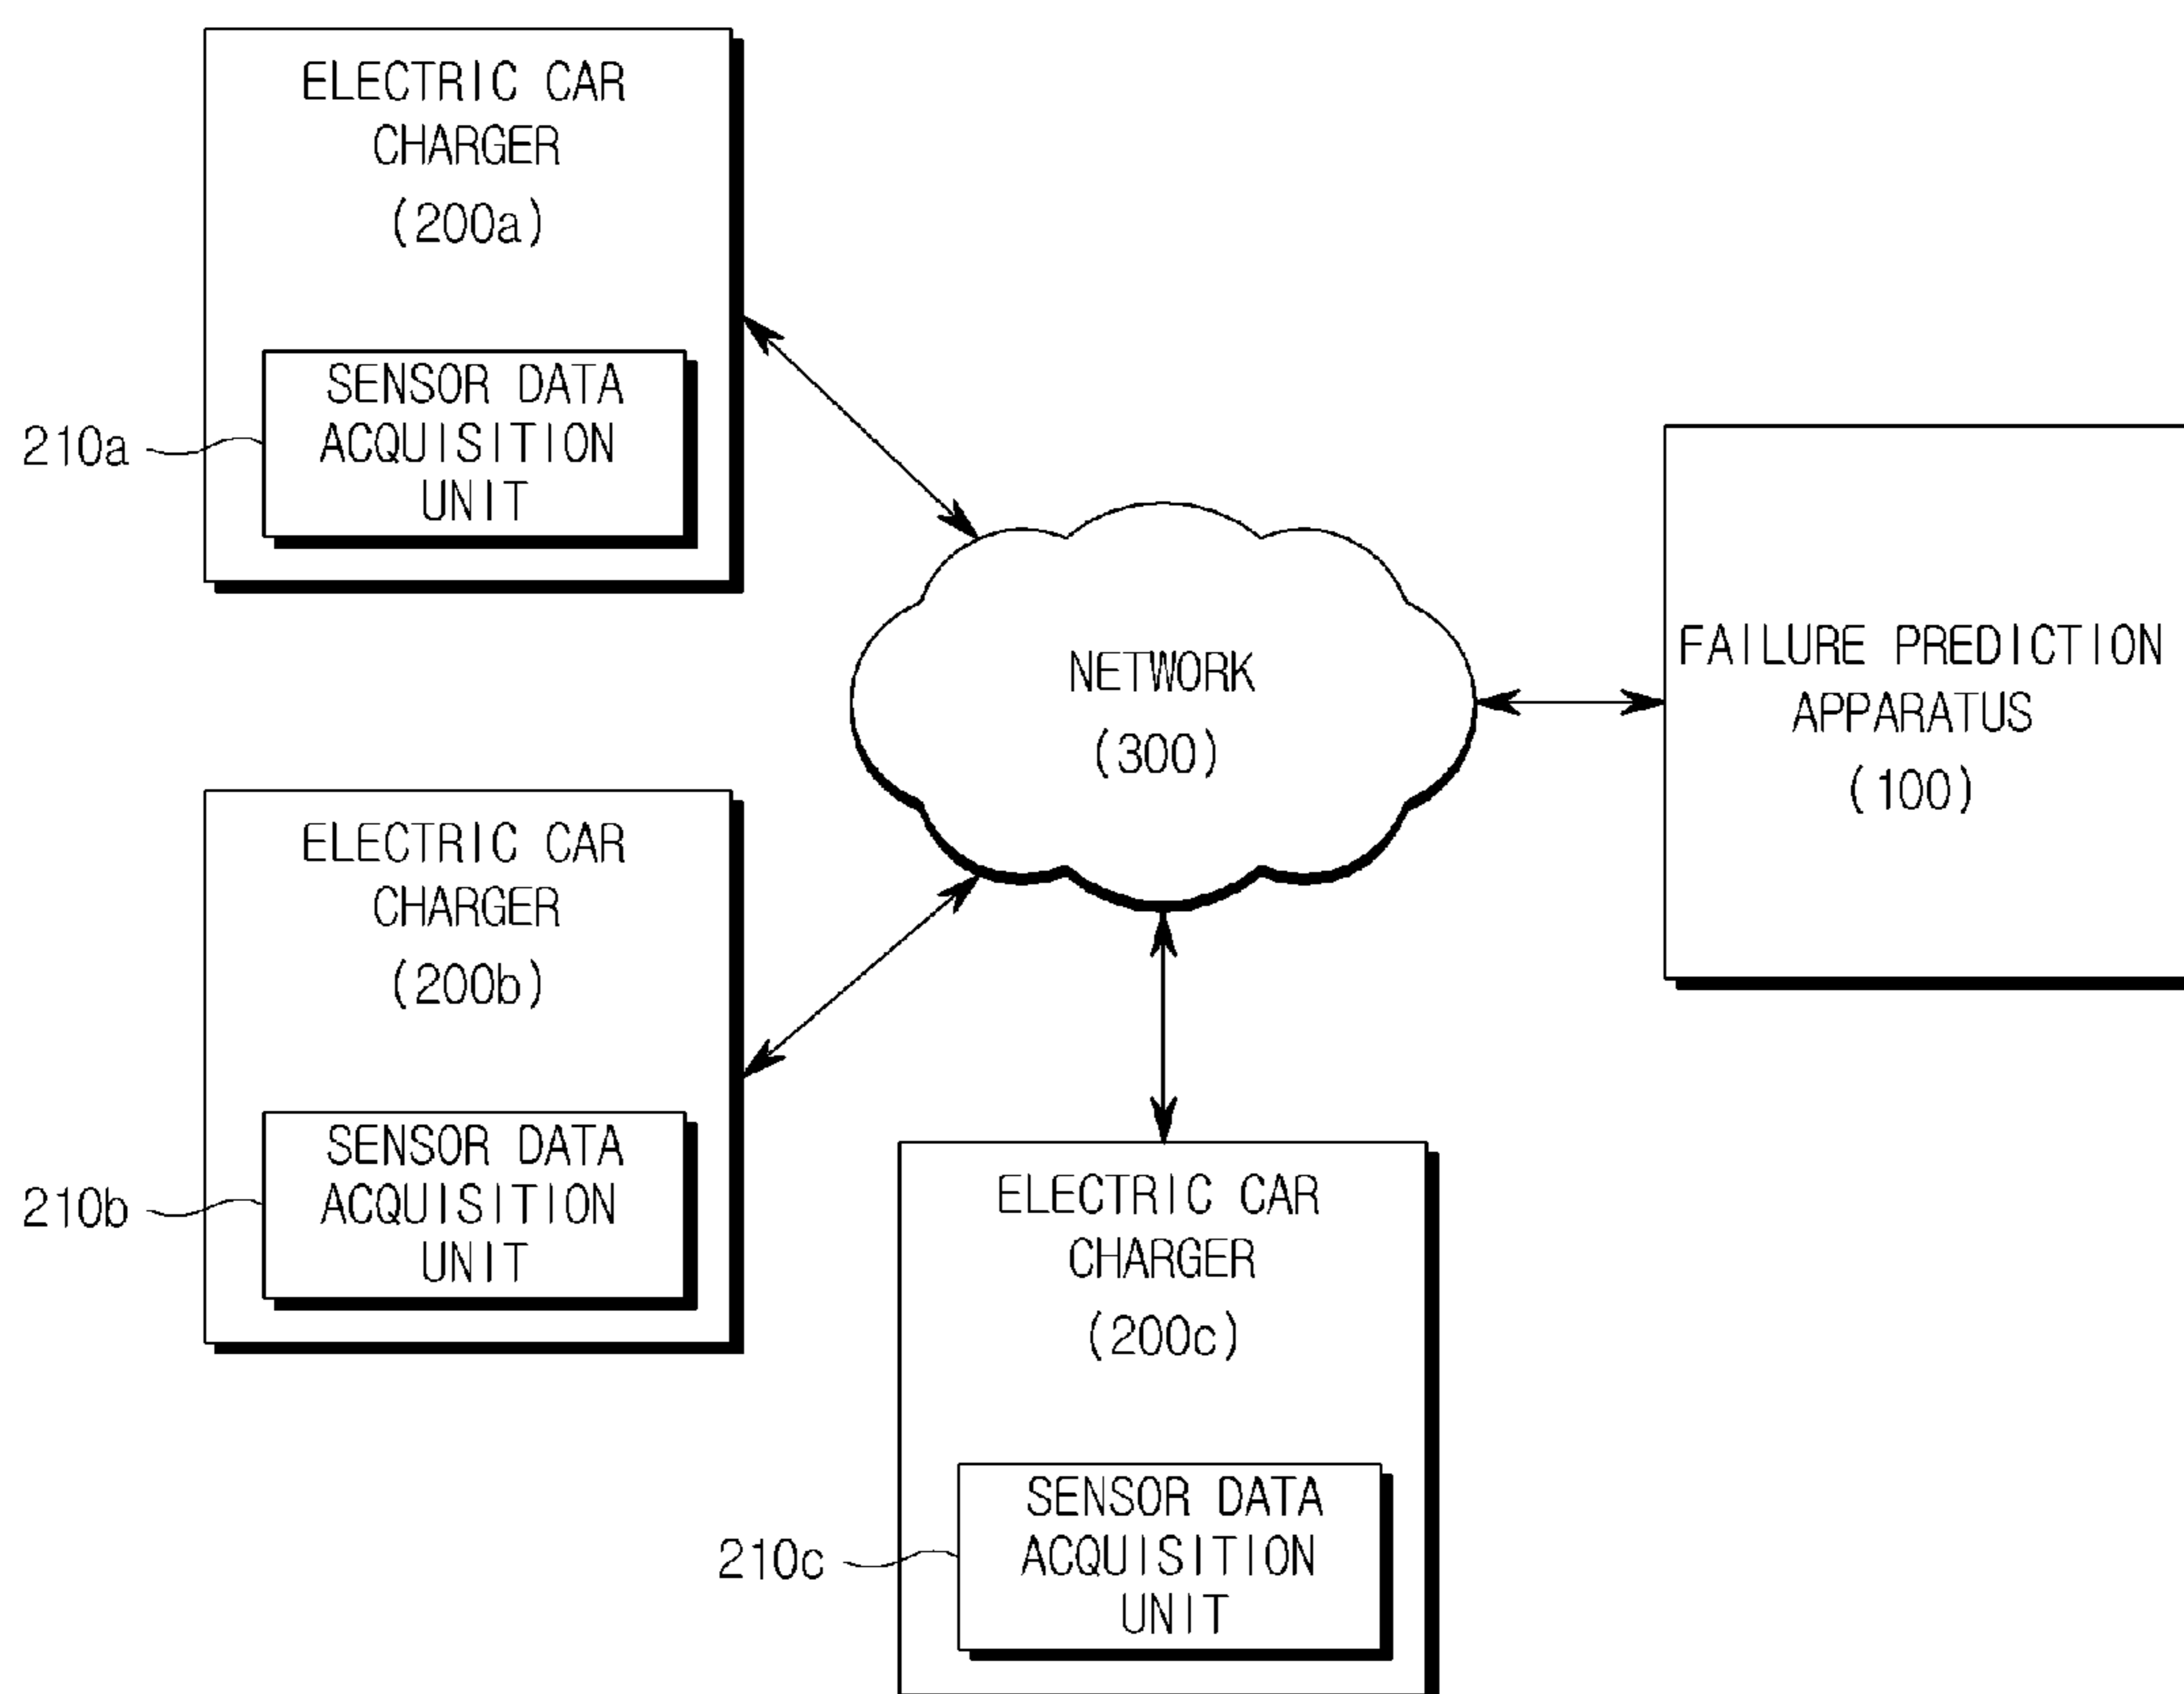 ELECTRIC CAR
CHARGER
(200a)
SENSOR DATA
ACQUISITION
UNIT
210a
NETWORK
(300)
FAILURE PREDICTION
APPARATUS
(100)
ELECTRIC CAR
CHARGER
(200b)
SENSOR DATA
ACQUISITION
UNIT
210b
ELECTRIC CAR
CHARGER
(200c)
SENSOR DATA
ACQUISITION
UNIT
210c